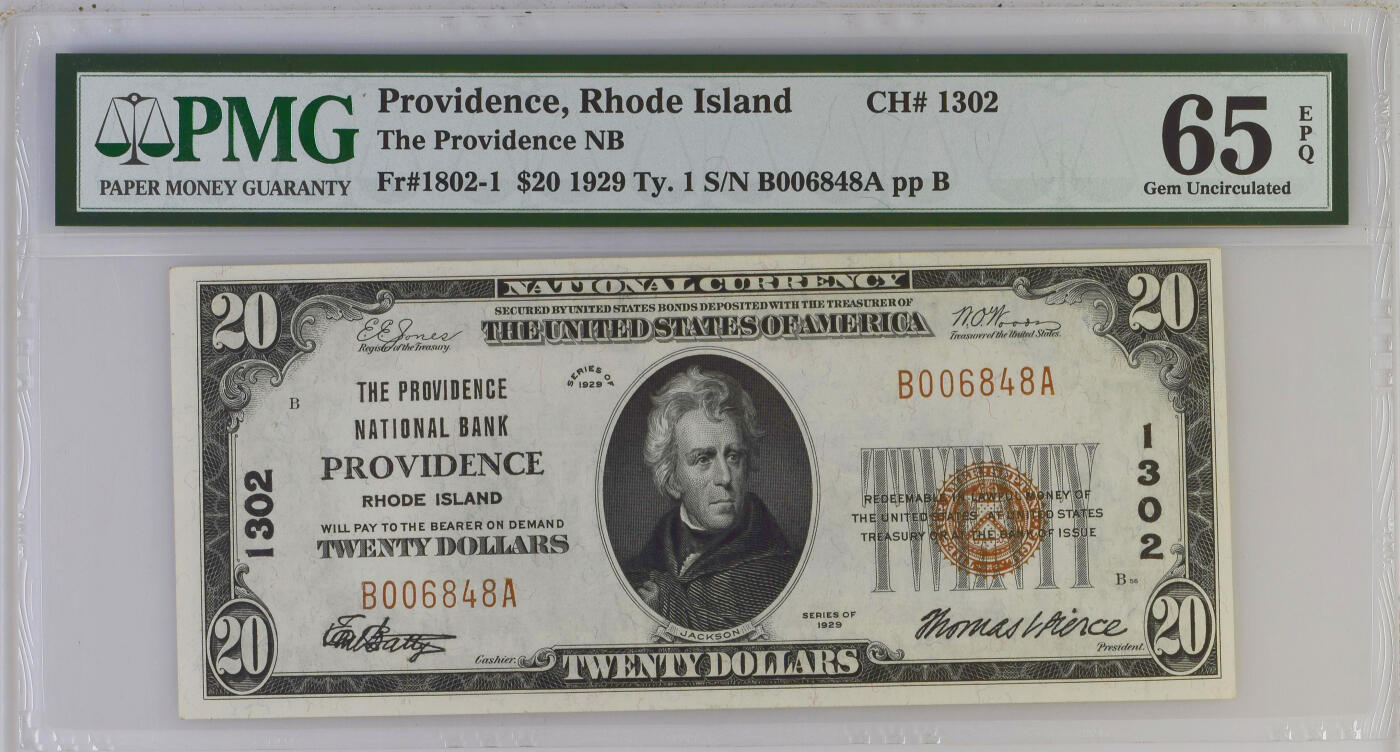 PMG
PAPER MONEY GUARANTY
Providence, Rhode Island CH# 1302
The Providence NB
Fr#1802-1 $20 1929 Ty. 1 S/N B006848A pp B
65
EPQ
Gem Uncirculated
NATIONAL CURRENCY
SECURED BY UNITED STATES BONDS DEPOSITED WITH THE TREASURER OF
THE UNITED STATES OF AMERICA
20
20
E.E. Jones
Register of the Treasury.
W.O. Woods
Treasurer of the United States.
SERIES OF
1929
THE PROVIDENCE
NATIONAL BANK
PROVIDENCE
RHODE ISLAND
WILL PAY TO THE BEARER ON DEMAND
TWENTY DOLLARS
B
B006848A
B006848A
1302
1302
TWENTY
REDEEMABLE IN LAWFUL MONEY OF
THE UNITED STATES AT UNITED STATES
TREASURY OR AT THE BANK OF ISSUE
B56
SERIES OF
1929
JACKSON
Cashier.
Thomas L Pierce
President.
20
TWENTY DOLLARS
20